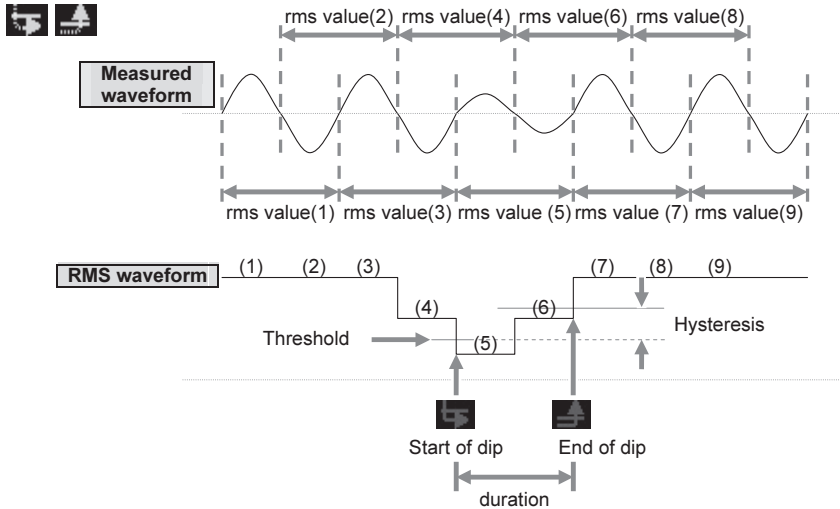 rms value(2) rms value(4) rms value(6) rms value(8)
Measured
waveform
rms value(1) rms value(3) rms value (5) rms value (7) rms value(9)
RMS waveform (1) (2) (3) (7) (8) (9)
(4) (6)
Threshold (5) Hysteresis
Start of dip End of dip
duration